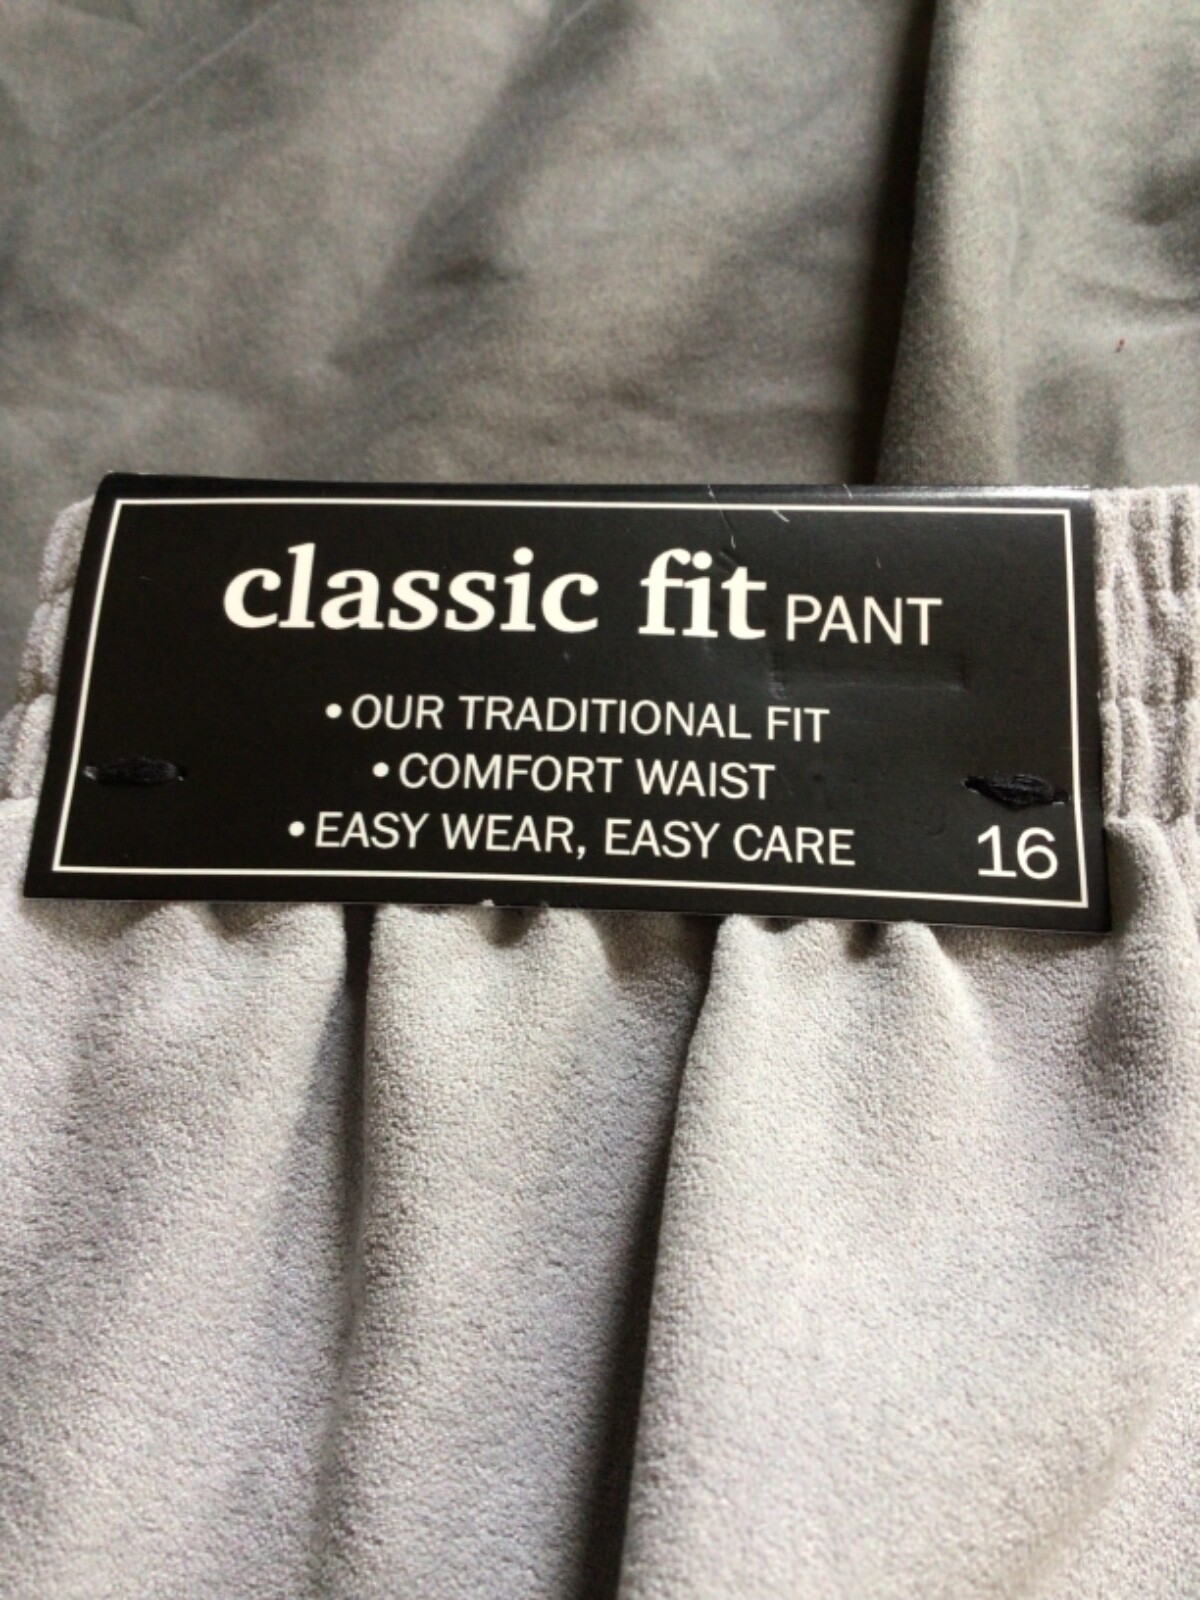 classic fit PANT
•OUR TRADITIONAL FIT
•COMFORT WAIST
•EASY WEAR, EASY CARE
16